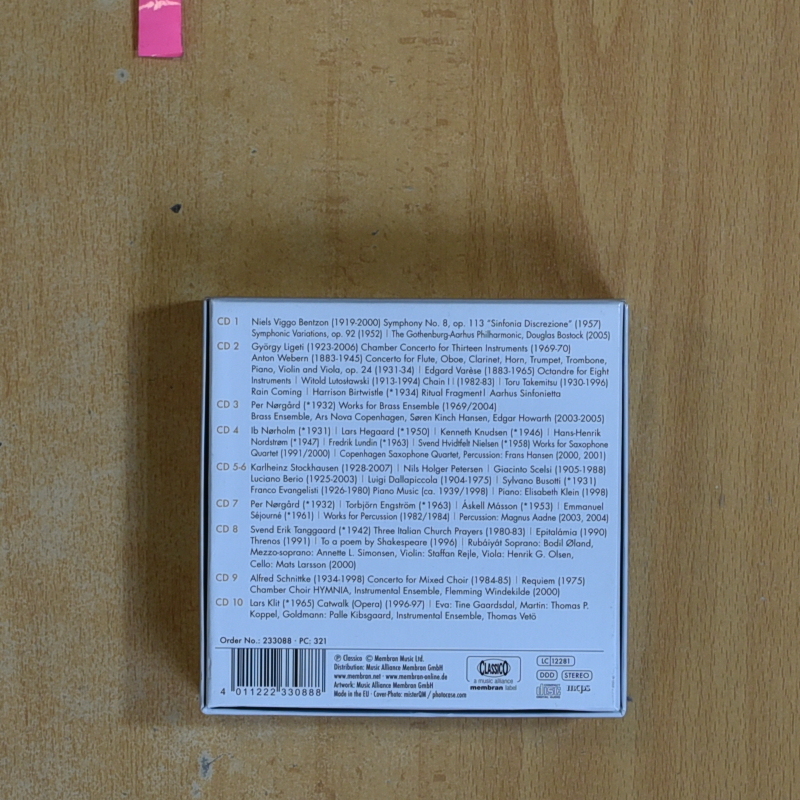 CD 1 Niels Viggo Bentzon (1919-2000) Symphony No. 8, op. 113 "Sinfonia Discrezione" (1957)
Symphonic Variations, op. 92 (1952) | The Gothenburg-Aarhus Philharmonic, Douglas Bostock (2005)
CD 2 György Ligeti (1923-2006) Chamber Concerto for Thirteen Instruments (1969-70)
Anton Webern (1883-1945) Concerto for Flute, Oboe, Clarinet, Horn, Trumpet, Trombone,
Piano, Violin and Viola, op. 24 (1931-34) | Edgard Varèse (1883-1965) Octandre for Eight
Instruments | Witold Lutosławski (1913-1994) Chain II (1982-83) | Toru Takemitsu (1930-1996)
Rain Coming | Harrison Birtwistle (*1934) Ritual Fragment | Aarhus Sinfonietta
CD 3 Per Nørgård (*1932) Works for Brass Ensemble (1969/2004)
Brass Ensemble, Ars Nova Copenhagen, Søren Kinch Hansen, Edgar Howarth (2003-2005)
CD 4 Ib Nørholm (*1931) | Lars Hegaard (*1950) | Kenneth Knudsen (*1946) | Hans-Henrik
Nordstrøm (*1947) | Fredrik Lundin (*1963) | Svend Hvidtfelt Nielsen (*1958) Works for Saxophone
Quartet (1991/2000) | Copenhagen Saxophone Quartet, Percussion: Frans Hansen (2000, 2001)
CD 5-6 Karlheinz Stockhausen (1928-2007) | Nils Holger Petersen | Giacinto Scelsi (1905-1988)
Luciano Berio (1925-2003) | Luigi Dallapiccola (1904-1975) | Sylvano Busotti (*1931)
Franco Evangelisti (1926-1980) Piano Music (ca. 1939/1998) | Piano: Elisabeth Klein (1998)
CD 7 Per Nørgård (*1932) | Torbjörn Engström (*1963) | Áskell Másson (*1953) | Emmanuel
Séjourné (*1961) | Works for Percussion (1982/1984) | Percussion: Magnus Aadne (2003, 2004)
CD 8 Svend Erik Tanggaard (*1942) Three Italian Church Prayers (1980-83) | Epitalámia (1990)
Threnos (1991) | To a poem by Shakespeare (1996) | Rubáiyát Soprano: Bodil Øland,
Mezzo-soprano: Annette L. Simonsen, Violin: Staffan Rejle, Viola: Henrik G. Olsen,
Cello: Mats Larsson (2000)
CD 9 Alfred Schnittke (1934-1998) Concerto for Mixed Choir (1984-85) | Requiem (1975)
Chamber Choir HYMNIA, Instrumental Ensemble, Flemming Windekilde (2000)
CD 10 Lars Klit (*1965) Catwalk (Opera) (1996-97) | Eva: Tine Gaardsdal, Martin: Thomas P.
Koppel, Goldmann: Palle Kibsgaard, Instrumental Ensemble, Thomas Vetö
Order No.: 233088 · PC: 321
4 011222 330888
℗ Classico © Membran Music Ltd.
Distribution: Music Alliance Membran GmbH
www.membran.net · www.membran-online.de
Artwork: Music Alliance Membran GmbH
Made in the EU · Cover-Photo: misterQM / photocase.com
CLASSICO
a music alliance
membran label
LC 12281
DDD STEREO
COMPACT
disc
DIGITAL AUDIO
mcps